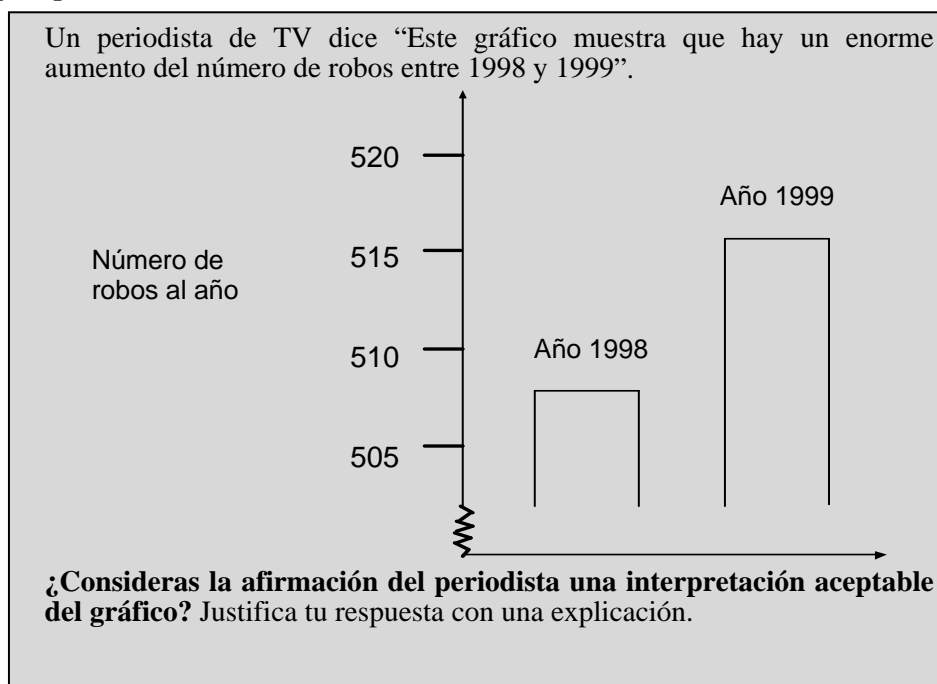 Un periodista de TV dice “Este gráfico muestra que hay un enorme
aumento del número de robos entre 1998 y 1999”.
520
Año 1999
515
Número de
robos al año
510
Año 1998
505
¿Consideras la afirmación del periodista una interpretación aceptable
del gráfico? Justifica tu respuesta con una explicación.